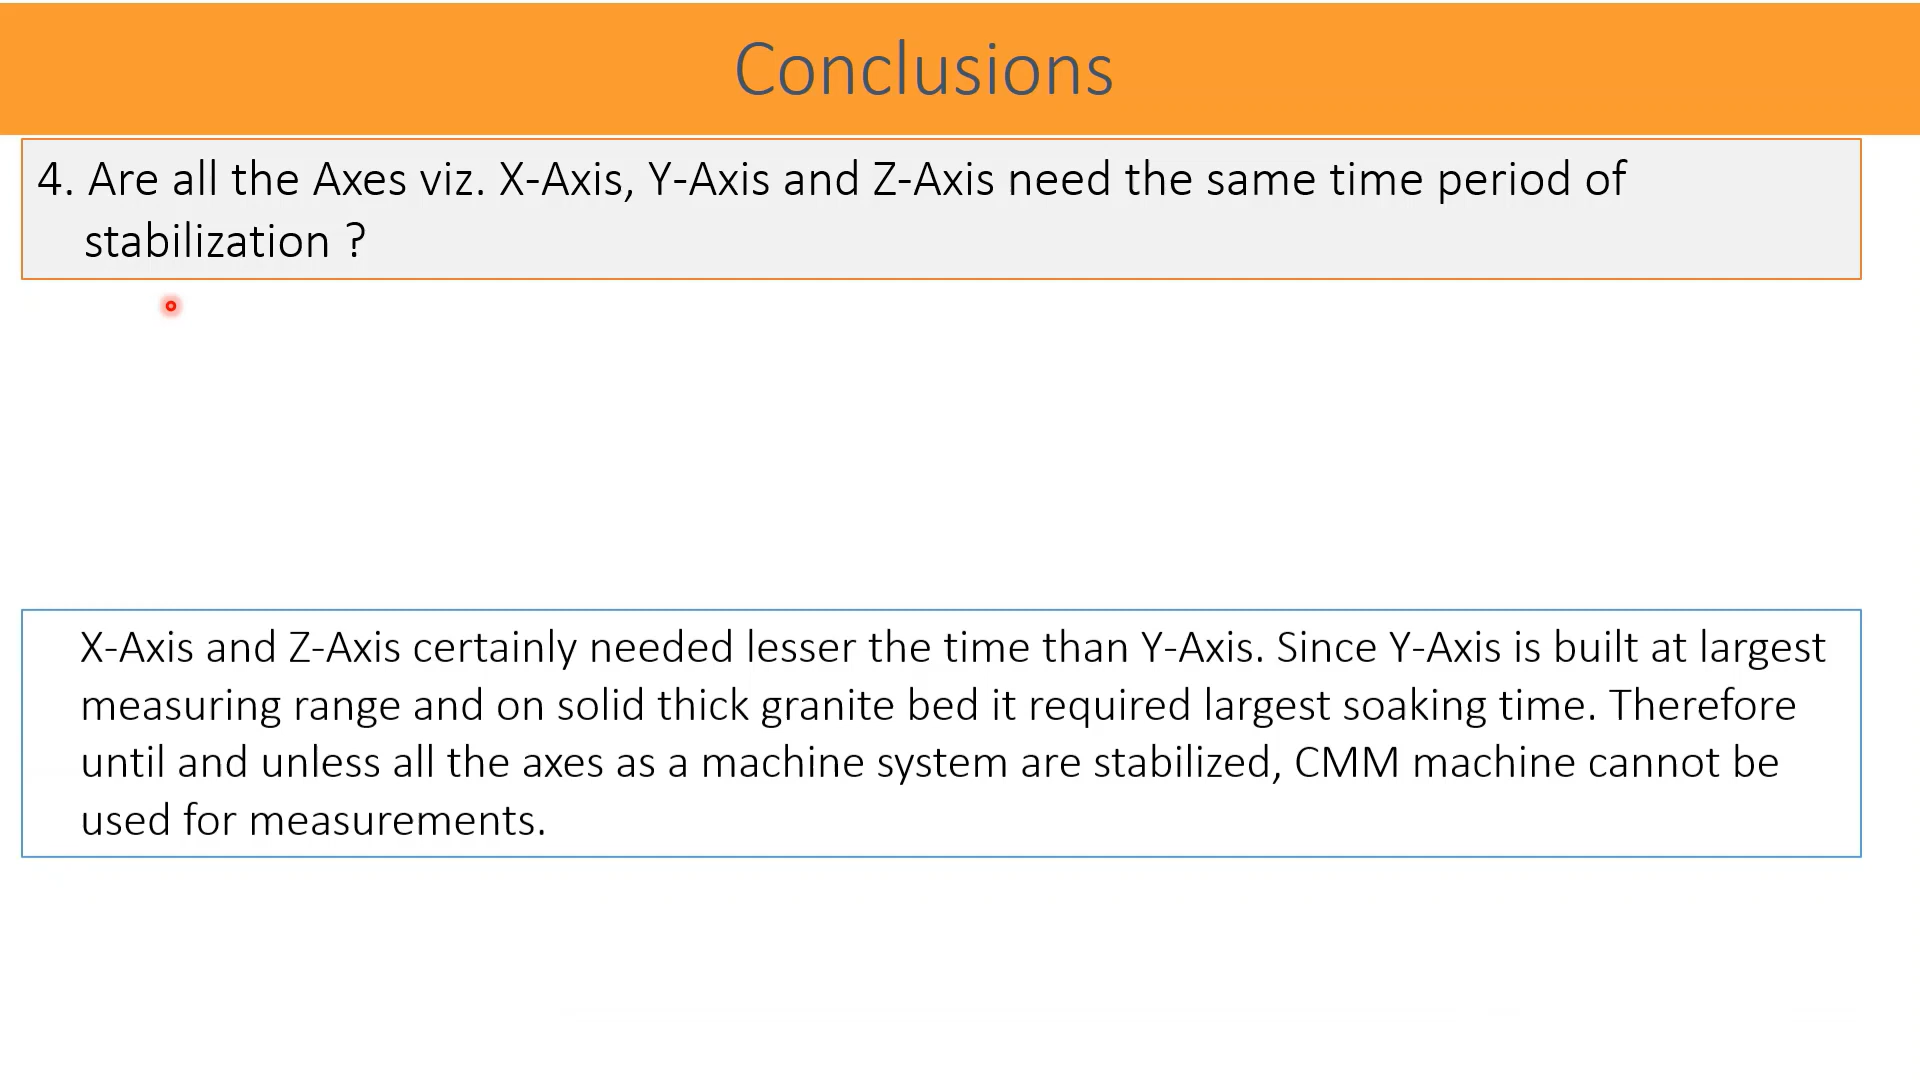 Conclusions
4. Are all the Axes viz. X-Axis, Y-Axis and Z-Axis need the same time period of
stabilization ?
X-Axis and Z-Axis certainly needed lesser the time than Y-Axis. Since Y-Axis is built at largest
measuring range and on solid thick granite bed it required largest soaking time. Therefore
until and unless all the axes as a machine system are stabilized, CMM machine cannot be
used for measurements.